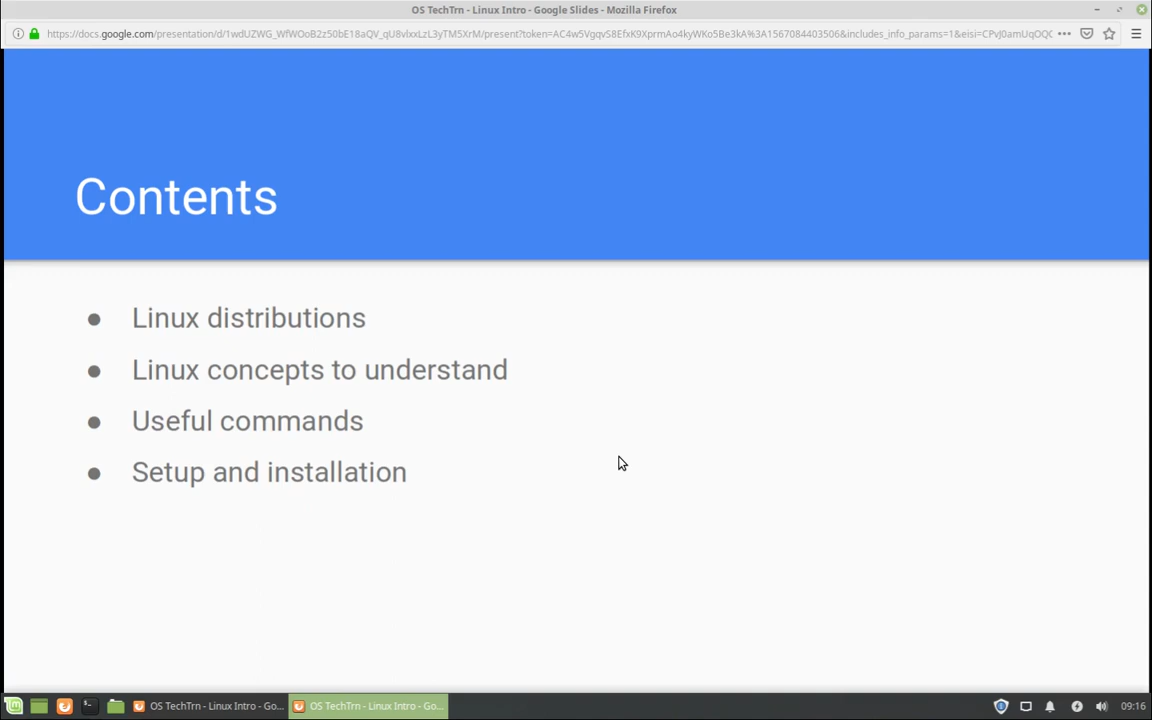 OS TechTrn - Linux Intro - Google Slides - Mozilla Firefox
Contents
● Linux distributions
● Linux concepts to understand
● Useful commands
● Setup and installation
OS TechTrn - Linux Intro - Go...
OS TechTrn - Linux Intro - Go...
09:16